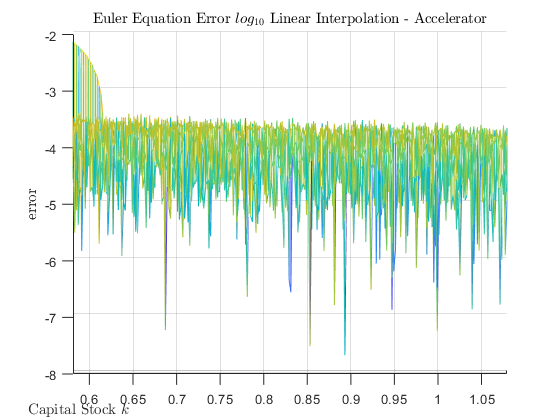 Euler Equation Error log10 Linear Interpolation - Accelerator
-2
-3
-4
-5
-6
-7
-8
error
0.6 0.65 0.7 0.75 0.8 0.85 0.9 0.95 1 1.05
Capital Stock k